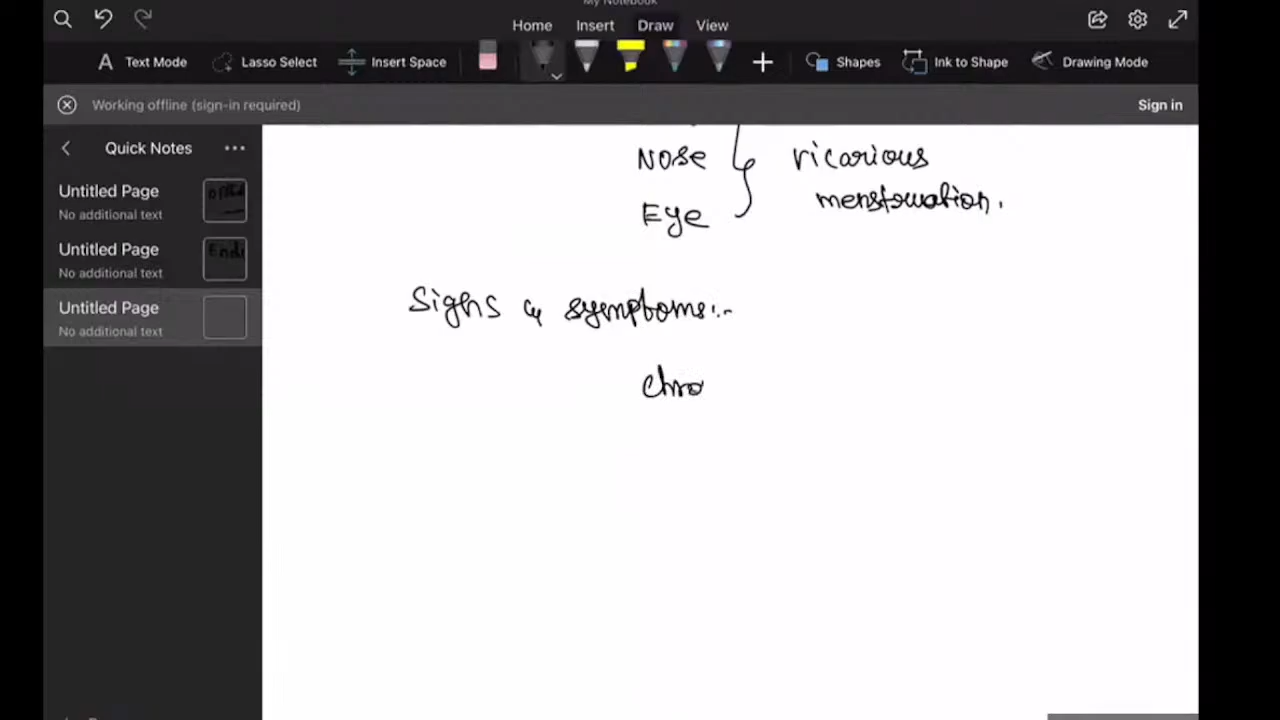 My Notebook
Home Insert Draw View
Text Mode Lasso Select Insert Space Shapes Ink to Shape Drawing Mode
Working offline (sign-in required) Sign in
Quick Notes
Untitled Page
No additional text
Untitled Page
No additional text
Untitled Page
No additional text
Nose vicarious
menstruation.
Eye
Signs & symptoms:-
chro